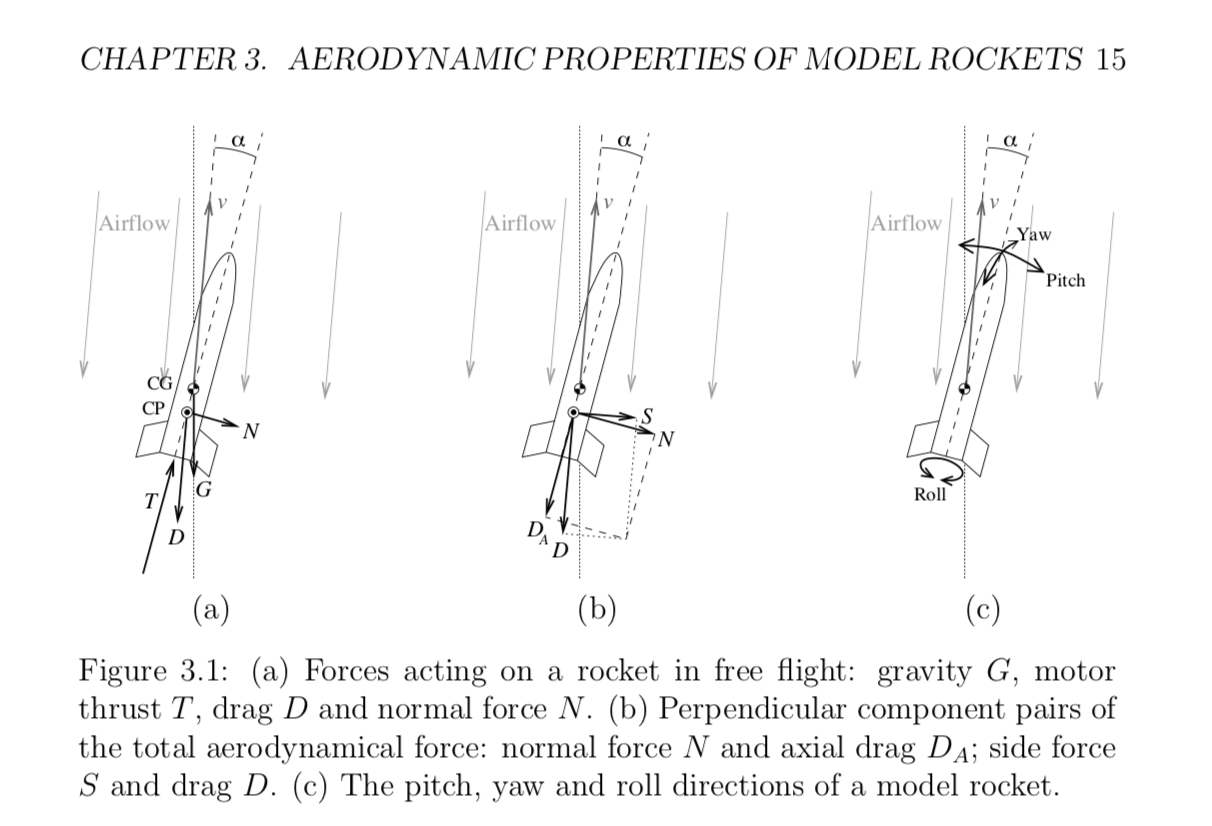 CHAPTER 3. AERODYNAMIC PROPERTIES OF MODEL ROCKETS 15
α
v
Airflow
CG
CP
N
G
T
D
(a)
α
v
Airflow
S
N
D_A
D
(b)
α
v
Airflow
Yaw
Pitch
Roll
(c)
Figure 3.1: (a) Forces acting on a rocket in free flight: gravity G, motor
thrust T, drag D and normal force N. (b) Perpendicular component pairs of
the total aerodynamical force: normal force N and axial drag D_A; side force
S and drag D. (c) The pitch, yaw and roll directions of a model rocket.